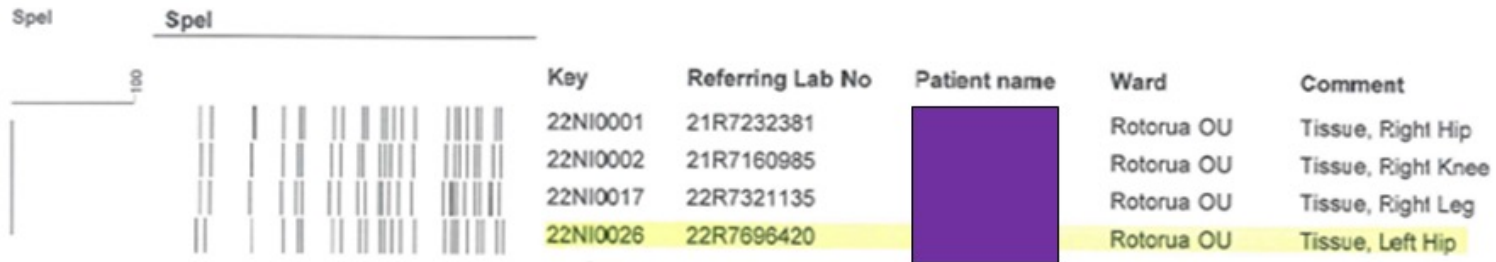 Spel Spel
100
Key Referring Lab No Patient name Ward Comment
22NI0001 21R7232381 Rotorua OU Tissue, Right Hip
22NI0002 21R7160985 Rotorua OU Tissue, Right Knee
22NI0017 22R7321135 Rotorua OU Tissue, Right Leg
22NI0026 22R7696420 Rotorua OU Tissue, Left Hip